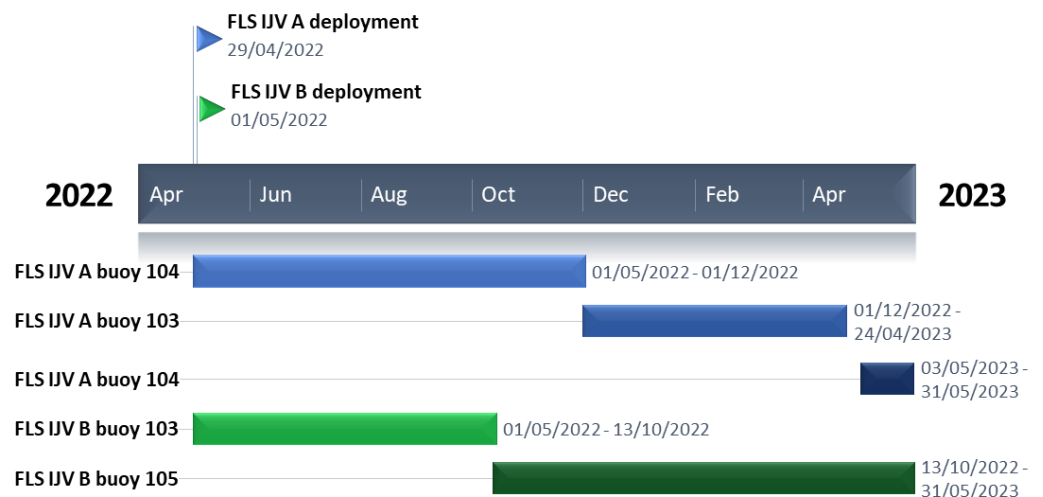 FLS IJV A deployment
29/04/2022
FLS IJV B deployment
01/05/2022
2022 Apr Jun Aug Oct Dec Feb Apr 2023
FLS IJV A buoy 104 01/05/2022 - 01/12/2022
FLS IJV A buoy 103 01/12/2022 -
24/04/2023
FLS IJV A buoy 104 03/05/2023 -
31/05/2023
FLS IJV B buoy 103 01/05/2022 - 13/10/2022
FLS IJV B buoy 105 13/10/2022 -
31/05/2023